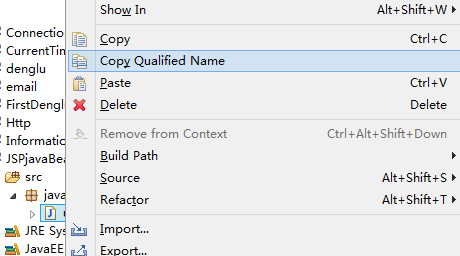 Show In Alt+Shift+W
Copy Ctrl+C
Copy Qualified Name
Paste Ctrl+V
Delete Delete
Remove from Context Ctrl+Alt+Shift+Down
Build Path
Source Alt+Shift+S
Refactor Alt+Shift+T
Import...
Export...
Connection
CurrentTim
denglu
email
FirstDengl
Http
Informatio
JSPjavaBea
src
java
JRE Sys
JavaEE